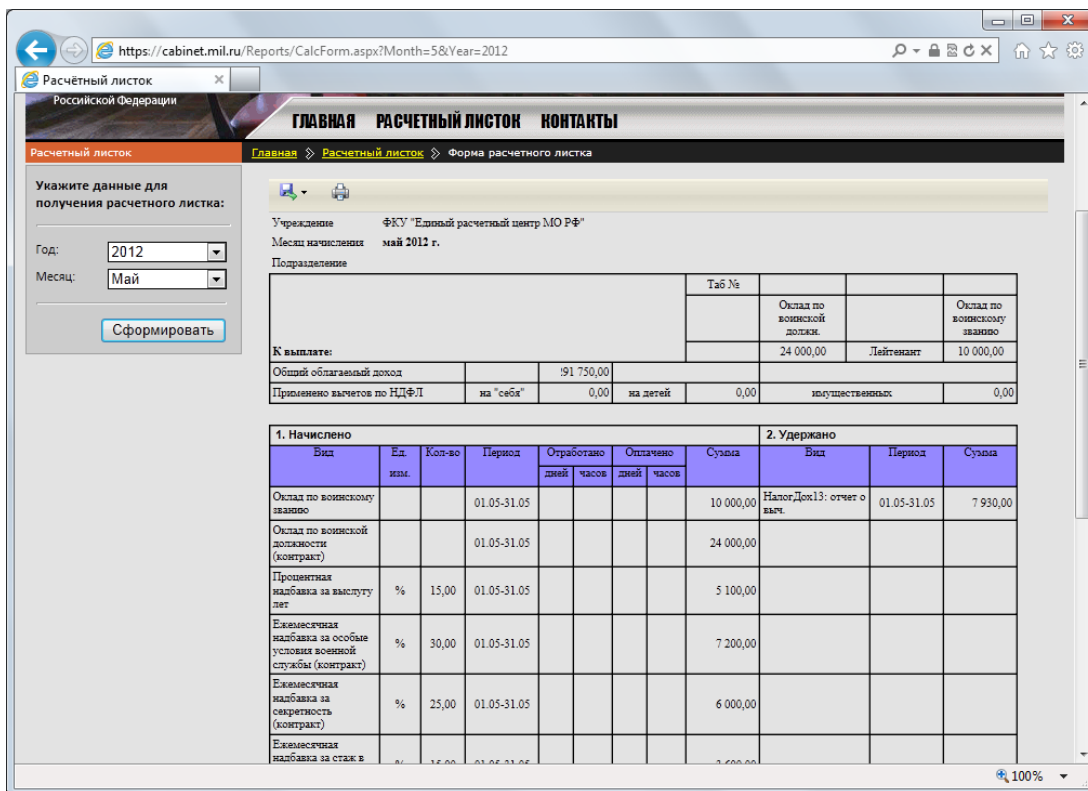 https://cabinet.mil.ru/Reports/CalcForm.aspx?Month=5&Year=2012
Расчётный листок
Российской Федерации
ГЛАВНАЯ РАСЧЕТНЫЙ ЛИСТОК КОНТАКТЫ
Расчетный листок
Главная Расчетный листок Форма расчетного листка
Укажите данные для
получения расчетного листка:
Год: 2012
Месяц: Май
Сформировать
Учреждение ФКУ "Единый расчетный центр МО РФ"
Месяц начисления май 2012 г.
Подразделение
Таб №
Оклад по
воинской
должн.
Оклад по
воинскому
званию
К выплате: 24 000,00 Лейтенант 10 000,00
Общий облагаемый доход 91 750,00
Применено вычетов по НДФЛ на "себя" 0,00 на детей 0,00 имущественных 0,00
1. Начислено 2. Удержано
Вид Ед. изм. Кол-во Период Отработано Оплачено Сумма Вид Период Сумма
дней часов дней часов
Оклад по воинскому
званию
01.05-31.05 10 000,00
НалогДох13: отчет о
выч.
01.05-31.05 7 930,00
Оклад по воинской
должности
(контракт)
01.05-31.05 24 000,00
Процентная
надбавка за выслугу
лет
% 15,00 01.05-31.05 5 100,00
Ежемесячная
надбавка за особые
условия военной
службы (контракт)
% 30,00 01.05-31.05 7 200,00
Ежемесячная
надбавка за
секретность
(контракт)
% 25,00 01.05-31.05 6 000,00
Ежемесячная
надбавка за стаж в
100%